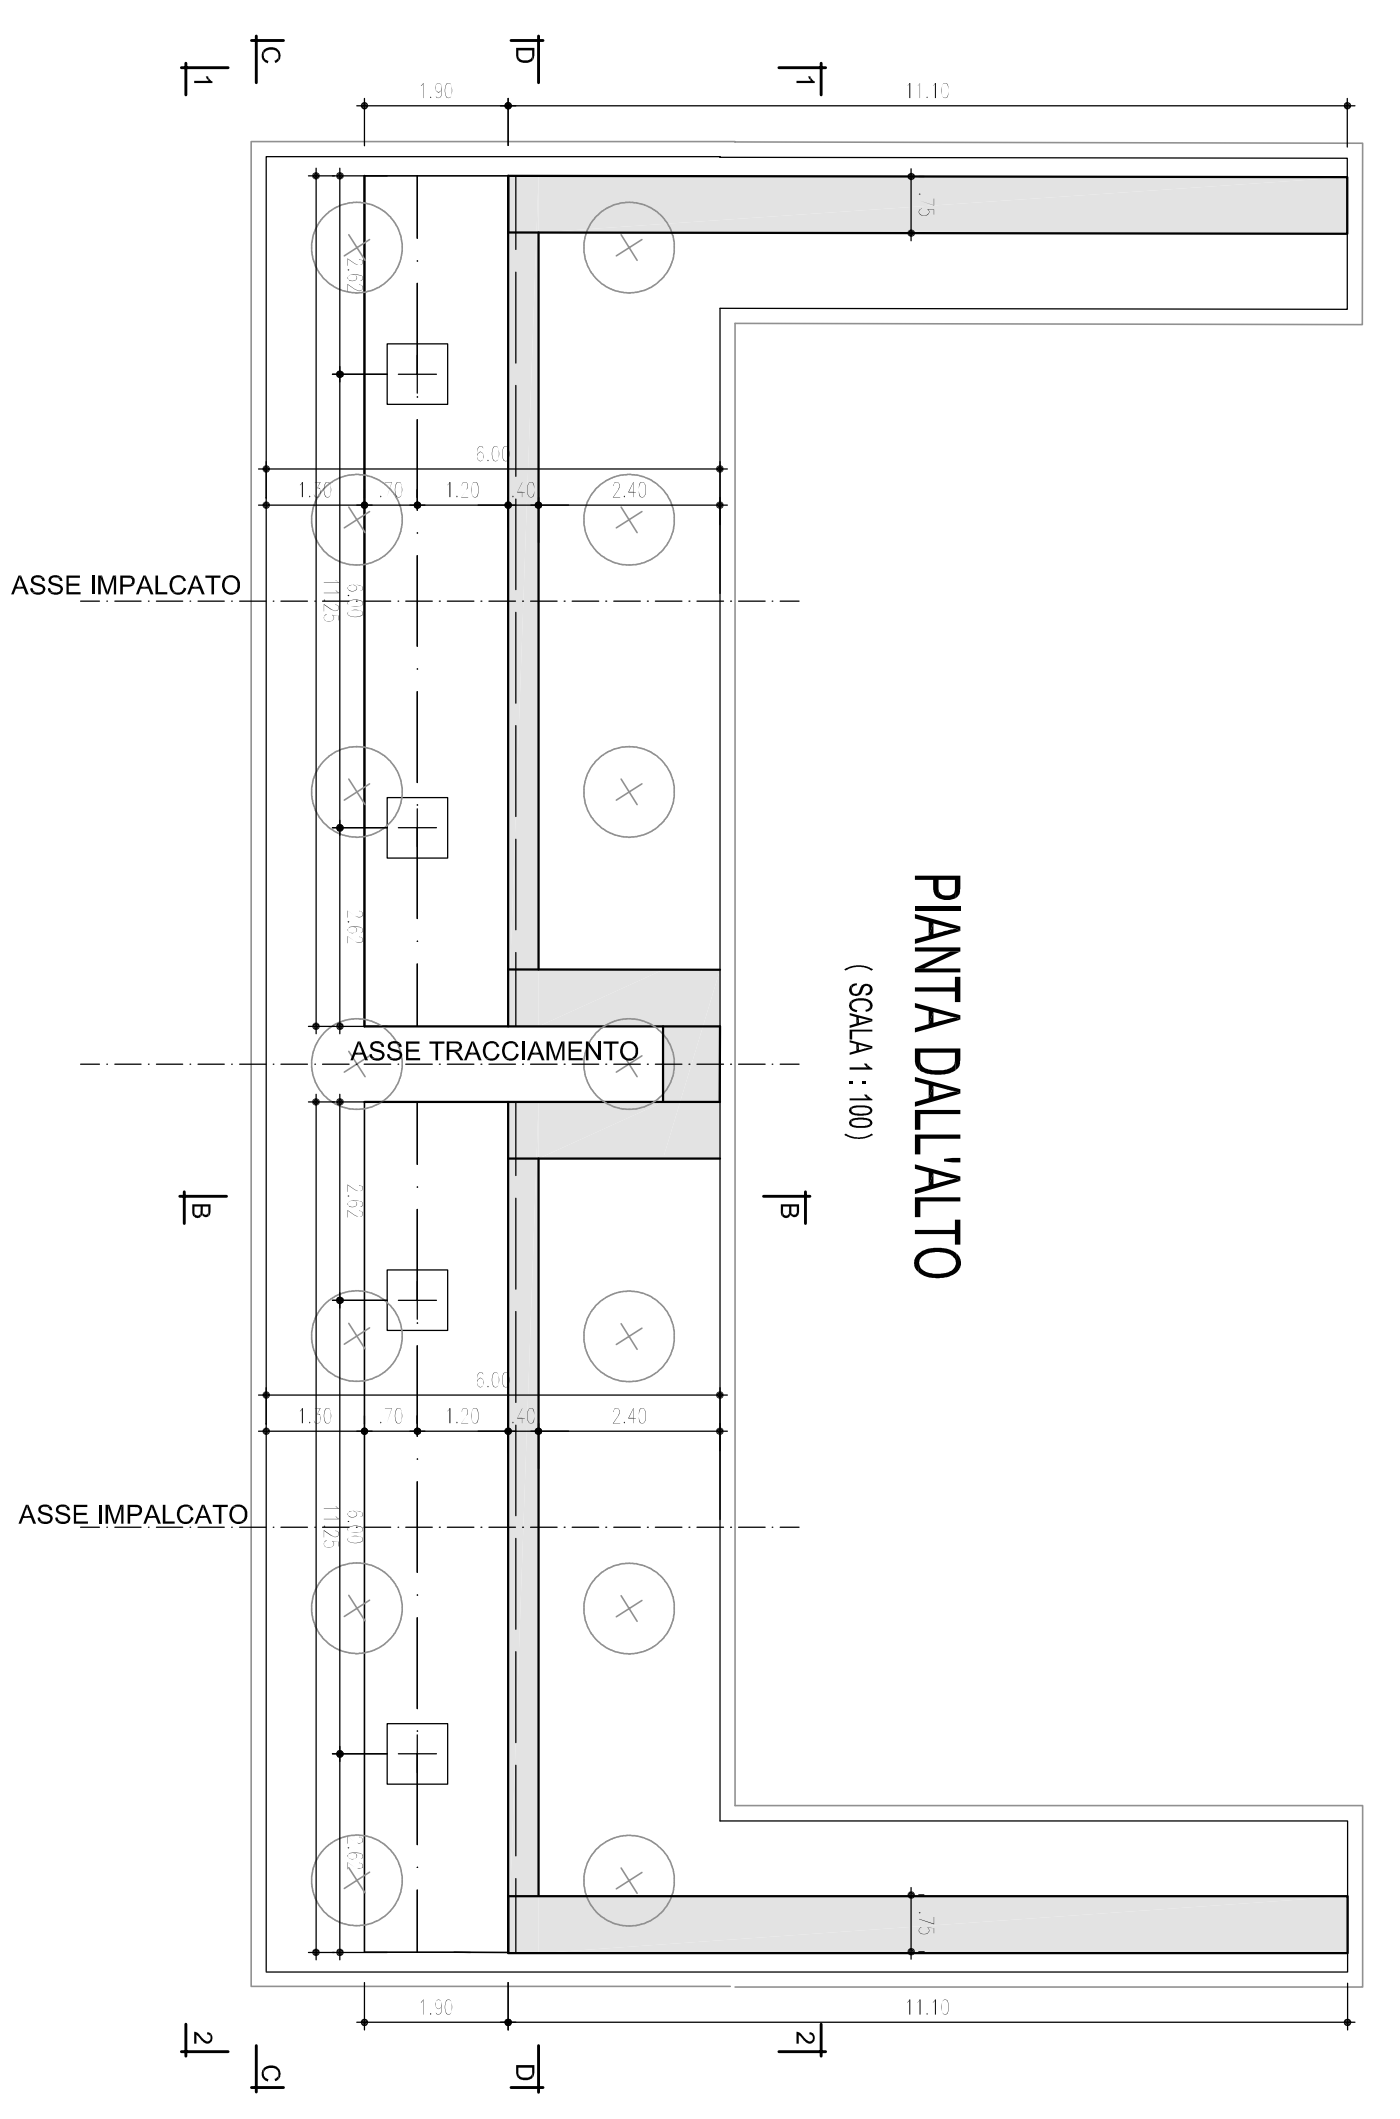 C
D
1
1
1.90
11.10
.75
2.62
6.00
1.30
.70
1.20
.40
2.40
ASSE IMPALCATO
6.00
11.25
PIANTA DALL'ALTO
( SCALA 1 : 100)
2.62
ASSE TRACCIAMENTO
2.62
B
B
6.00
1.30
.70
1.20
.40
2.40
ASSE IMPALCATO
6.00
11.25
2.62
.75
1.90
11.10
2
2
C
D